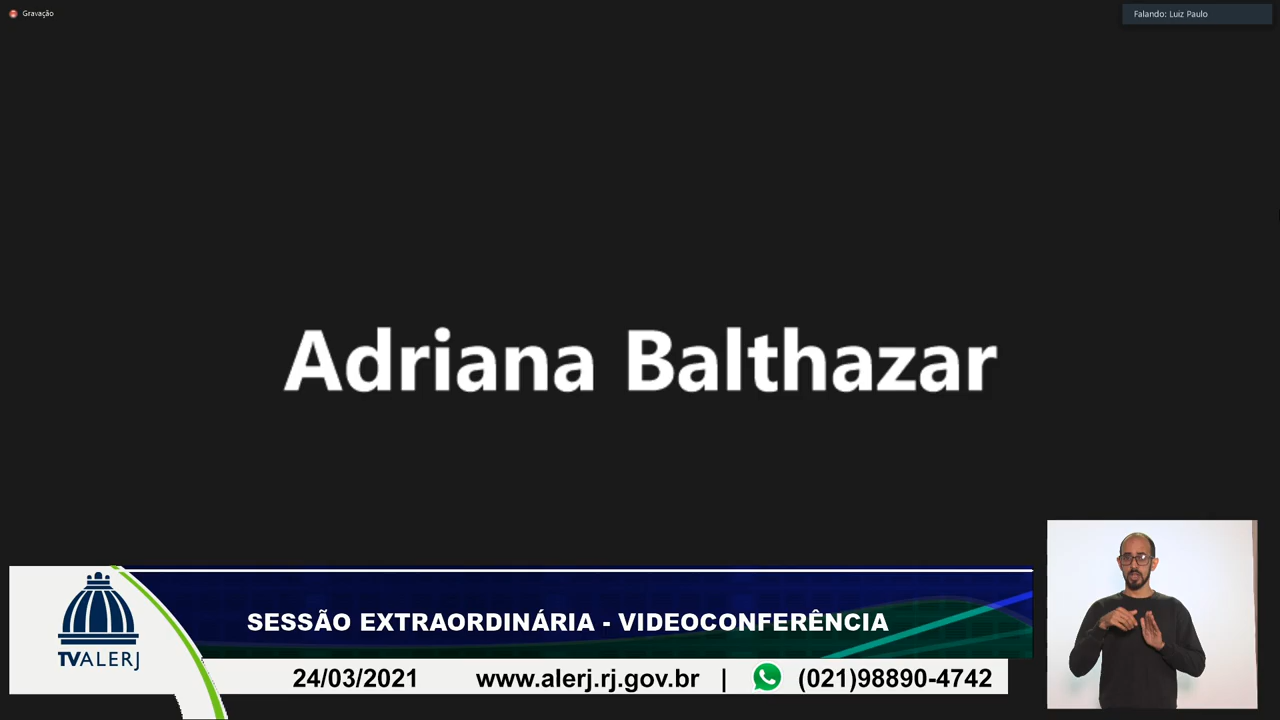 Gravação
Falando: Luiz Paulo
Adriana Balthazar
SESSÃO EXTRAORDINÁRIA - VIDEOCONFERÊNCIA
TVALERJ
24/03/2021 www.alerj.rj.gov.br | (021)98890-4742